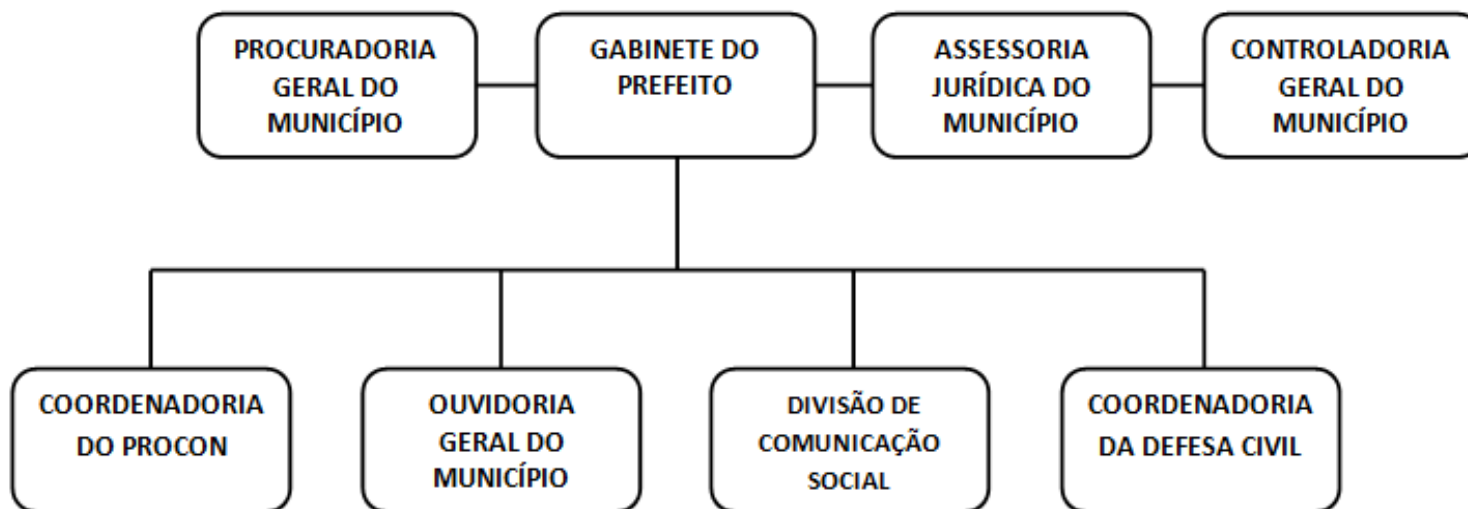 PROCURADORIA
GERAL DO
MUNICÍPIO
GABINETE DO
PREFEITO
ASSESSORIA
JURÍDICA DO
MUNICÍPIO
CONTROLADORIA
GERAL DO
MUNICÍPIO
COORDENADORIA
DO PROCON
OUVIDORIA
GERAL DO
MUNICÍPIO
DIVISÃO DE
COMUNICAÇÃO
SOCIAL
COORDENADORIA
DA DEFESA CIVIL